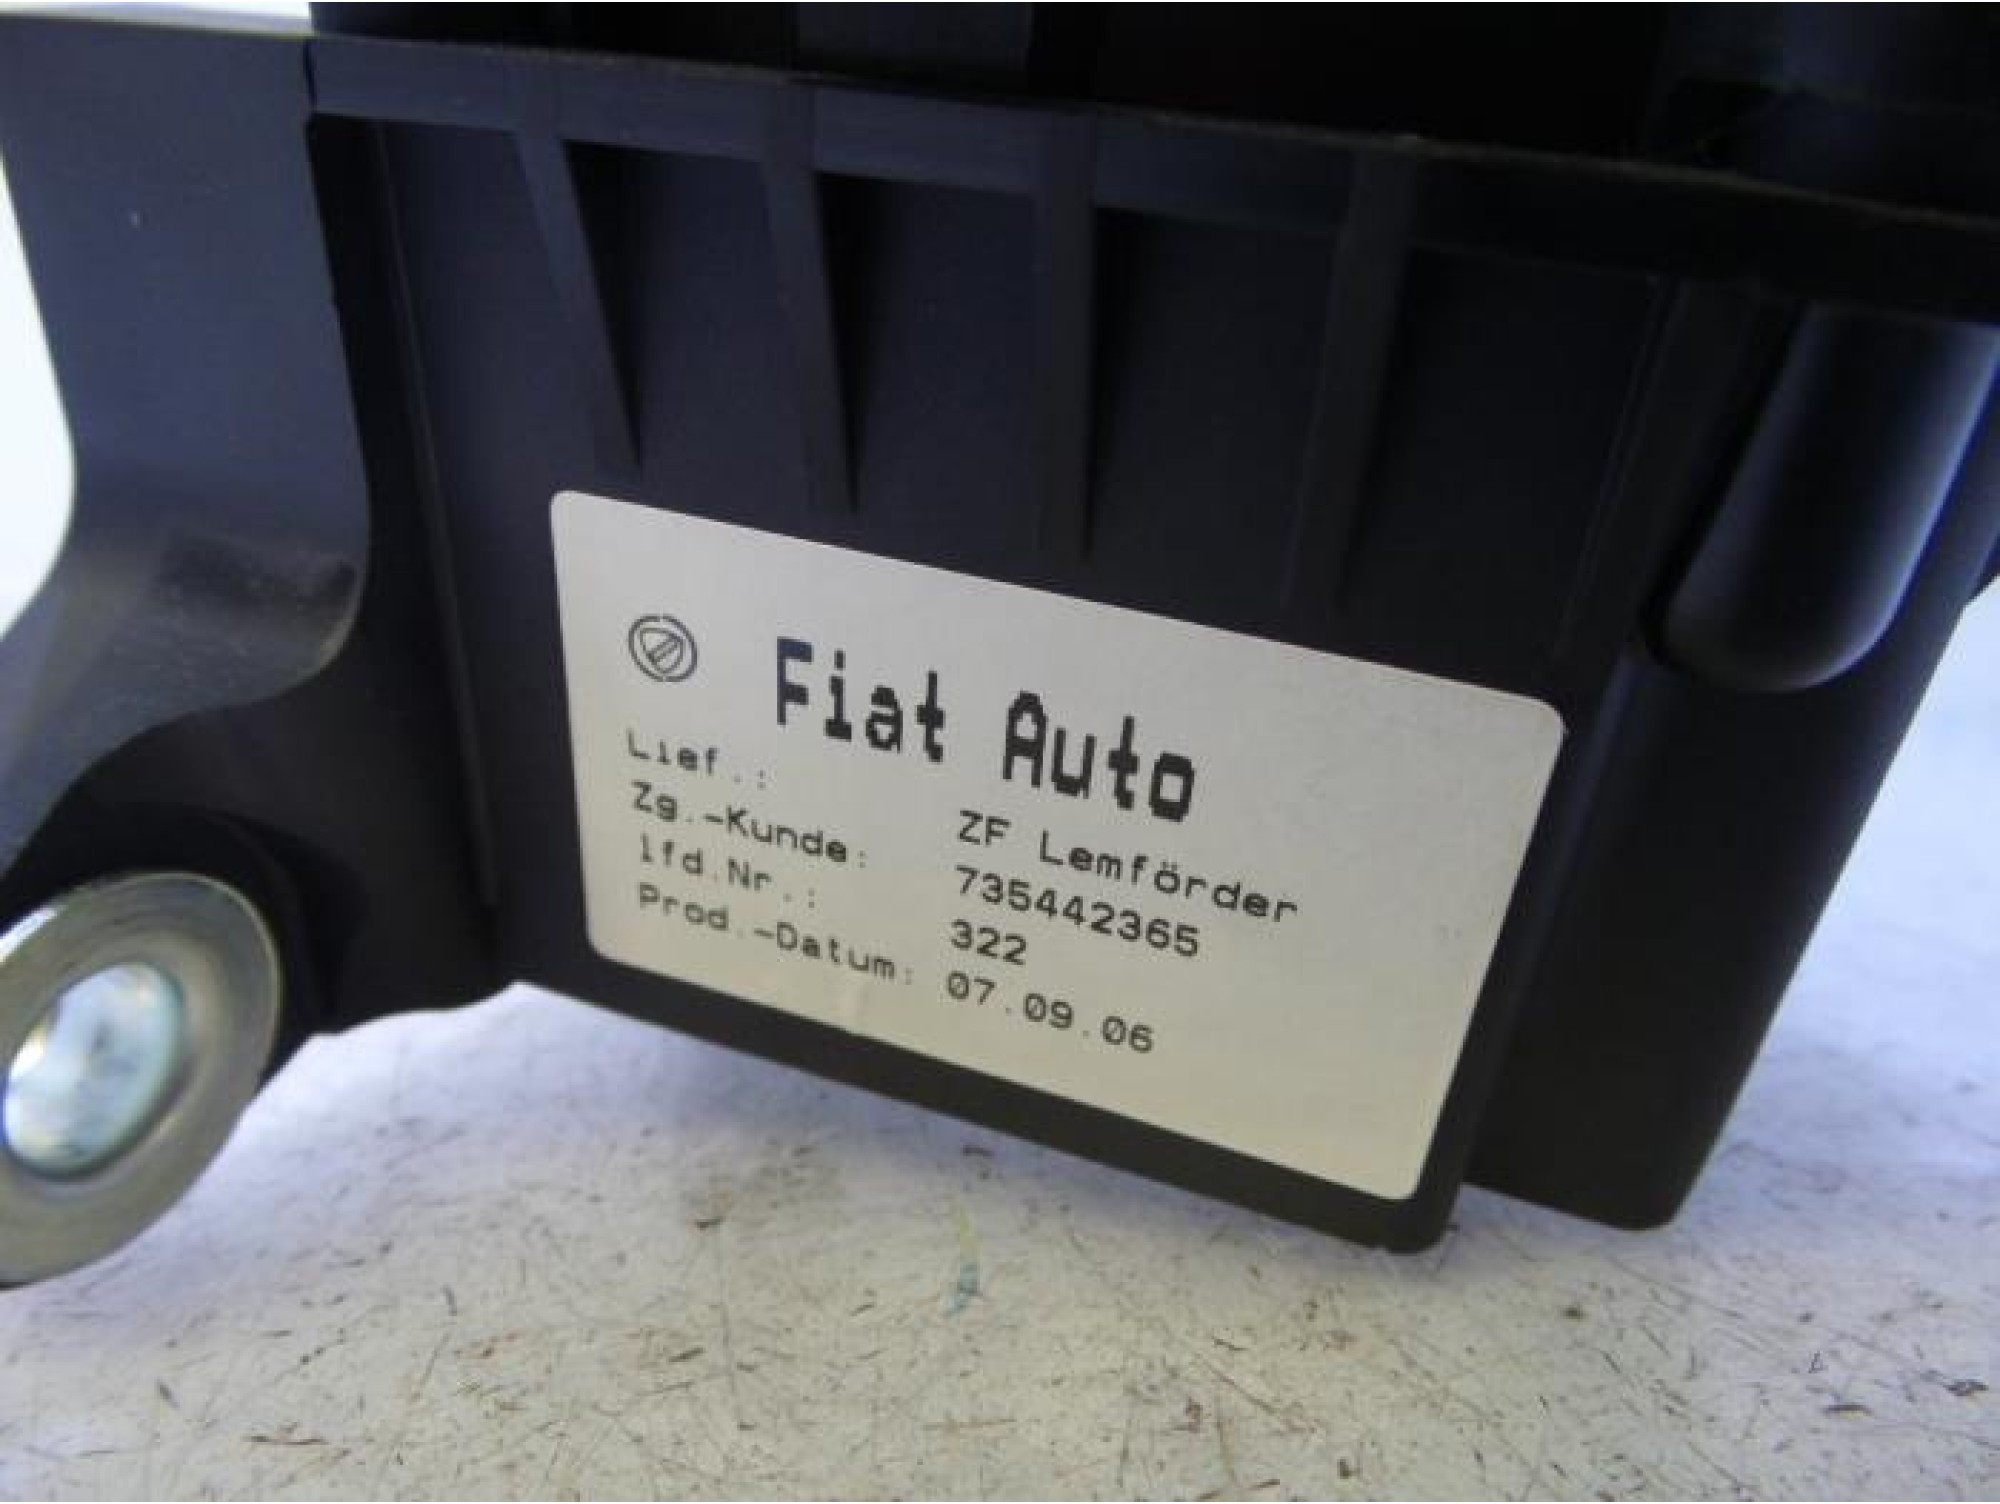 Fiat Auto
Lief.: ZF Lemförder
Zg.-Kunde: 735442365
lfd.Nr.: 322
Prod.-Datum: 07.09.06